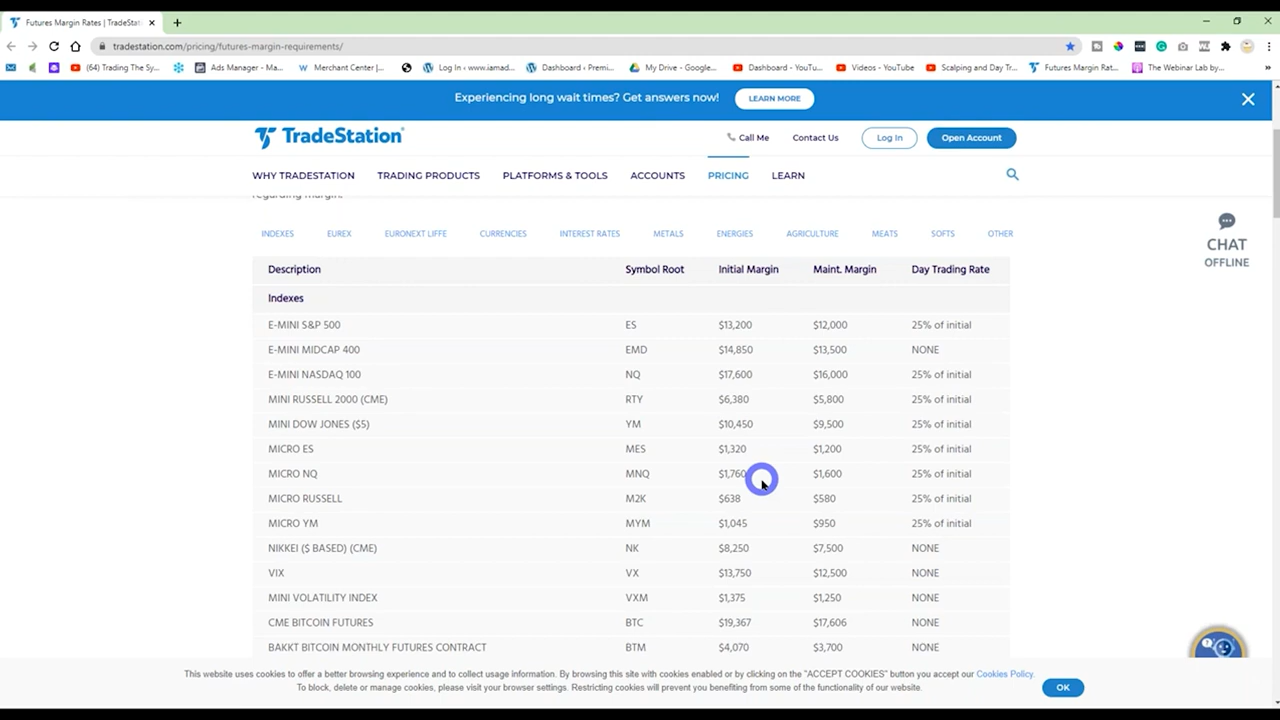 Futures Margin Rates | TradeStati
tradestation.com/pricing/futures-margin-requirements/
(64) Trading The Sy...
Ads Manager - Ma...
Merchant Center |...
Log In ‹ www.iamad...
Dashboard ‹ Premi...
My Drive - Google...
Dashboard - YouTu...
Videos - YouTube
Scalping and Day Tr...
Futures Margin Rat...
The Webinar Lab by...
Experiencing long wait times? Get answers now! LEARN MORE
TradeStation
Call Me Contact Us Log In Open Account
WHY TRADESTATION TRADING PRODUCTS PLATFORMS & TOOLS ACCOUNTS PRICING LEARN
regarding margin.
INDEXES EUREX EURONEXT LIFFE CURRENCIES INTEREST RATES METALS ENERGIES AGRICULTURE MEATS SOFTS OTHER
CHAT
OFFLINE
Description Symbol Root Initial Margin Maint. Margin Day Trading Rate
Indexes
E-MINI S&P 500 ES $13,200 $12,000 25% of initial
E-MINI MIDCAP 400 EMD $14,850 $13,500 NONE
E-MINI NASDAQ 100 NQ $17,600 $16,000 25% of initial
MINI RUSSELL 2000 (CME) RTY $6,380 $5,800 25% of initial
MINI DOW JONES ($5) YM $10,450 $9,500 25% of initial
MICRO ES MES $1,320 $1,200 25% of initial
MICRO NQ MNQ $1,760 $1,600 25% of initial
MICRO RUSSELL M2K $638 $580 25% of initial
MICRO YM MYM $1,045 $950 25% of initial
NIKKEI ($ BASED) (CME) NK $8,250 $7,500 NONE
VIX VX $13,750 $12,500 NONE
MINI VOLATILITY INDEX VXM $1,375 $1,250 NONE
CME BITCOIN FUTURES BTC $19,367 $17,606 NONE
BAKKT BITCOIN MONTHLY FUTURES CONTRACT BTM $4,070 $3,700 NONE
This website uses cookies to offer a better browsing experience and to collect usage information. By browsing this site with cookies enabled or by clicking on the "ACCEPT COOKIES" button you accept our Cookies Policy.
To block, delete or manage cookies, please visit your browser settings. Restricting cookies will prevent you benefiting from some of the functionality of our website.
OK